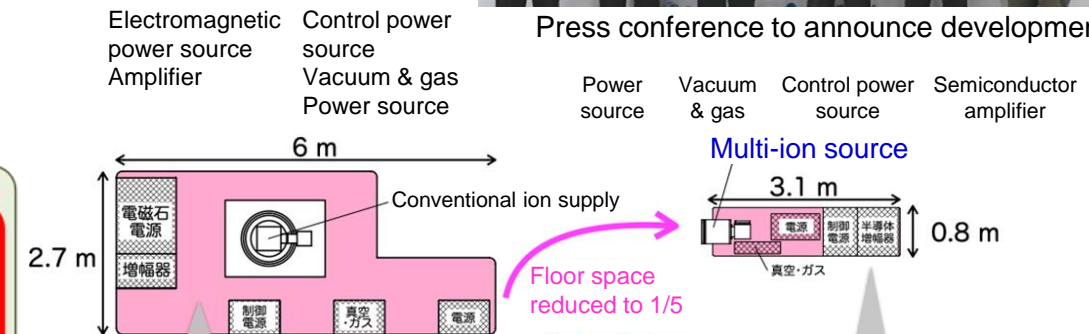 Electromagnetic
power source
Amplifier
Control power
source
Vacuum & gas
Power source
Press conference to announce developmen
Power
source
Vacuum
& gas
Control power
source
Semiconductor
amplifier
Multi-ion source
6 m
2.7 m
電磁石
電源
増幅器
Conventional ion supply
制御
電源
真空
・ガス
電源
Floor space
reduced to 1/5
3.1 m
0.8 m
電源
制御
電源
半導体
増幅器
真空・ガス